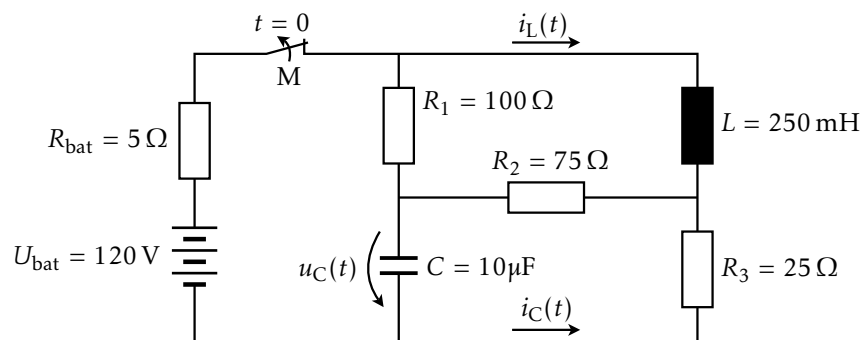 t = 0
i_L(t)
M
R_1 = 100 Ω
R_bat = 5 Ω
L = 250 mH
R_2 = 75 Ω
U_bat = 120 V
u_C(t)
C = 10µF
R_3 = 25 Ω
i_C(t)